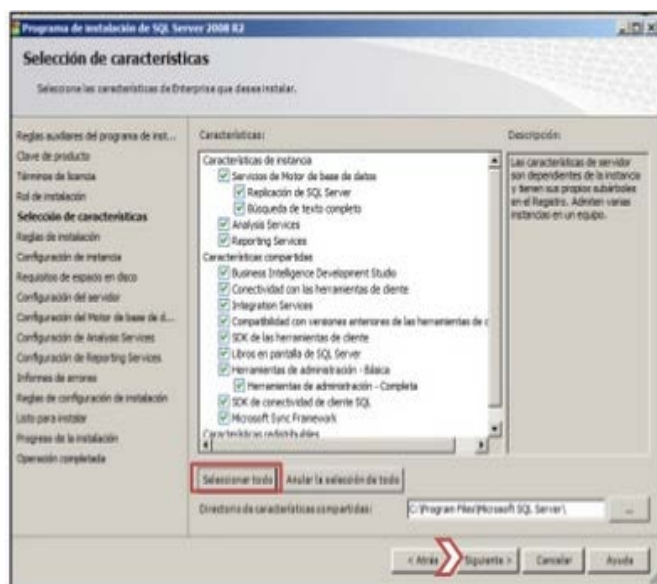 Programa de instalación de SQL Server 2008 R2
Selección de características
Seleccione las características de Enterprise que desea instalar.
Reglas auxiliares del programa de inst...
Clave de producto
Términos de licencia
Rol de instalación
Selección de características
Reglas de instalación
Configuración de instancia
Requisitos de espacio en disco
Configuración del servidor
Configuración del Motor de base de d...
Configuración de Analysis Services
Configuración de Reporting Services
Informes de errores
Reglas de configuración de instalación
Listo para instalar
Progreso de la instalación
Operación completada
Características:
Características de instancia
Servicios de Motor de base de datos
Replicación de SQL Server
Búsqueda de texto completo
Analysis Services
Reporting Services
Características compartidas
Business Intelligence Development Studio
Conectividad con las herramientas de cliente
Integration Services
Compatibilidad con versiones anteriores de las herramientas de c
SDK de las herramientas de cliente
Libros en pantalla de SQL Server
Herramientas de administración - Básica
Herramientas de administración - Completa
SDK de conectividad de cliente SQL
Microsoft Sync Framework
Características redistribuibles
Descripción:
Las características de servidor
son dependientes de la instancia
y tienen sus propios subárboles
en el Registro. Admiten varias
instancias en un equipo.
Seleccionar todo
Anular la selección de todo
Directorio de características compartidas:
C:\Program Files\Microsoft SQL Server\
...
< Atrás
Siguiente >
Cancelar
Ayuda